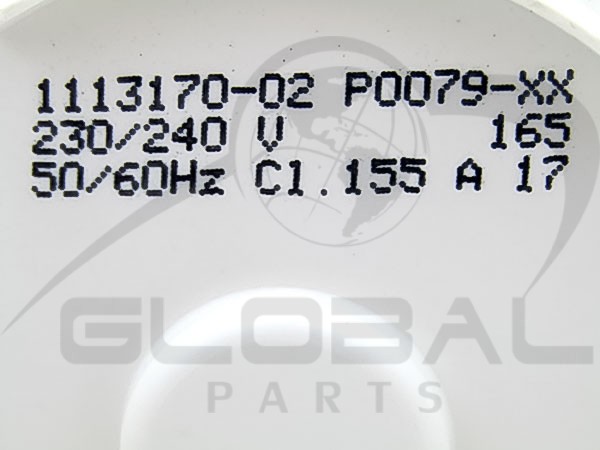 1113170-02 P0079-XX
230/240 V 165
50/60Hz C1.155 A 17
GLOBAL
PARTS